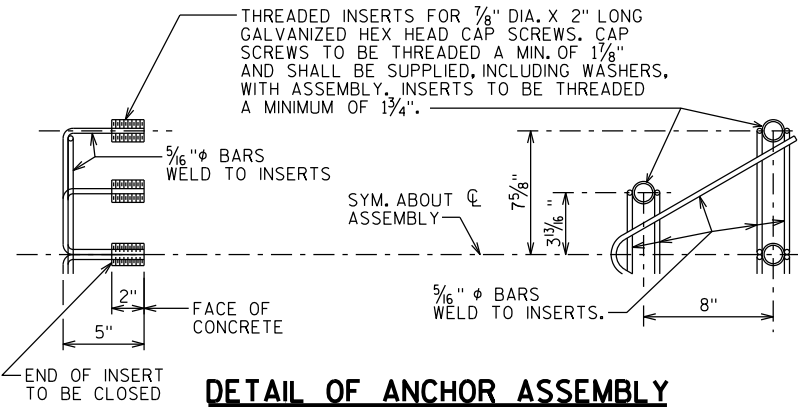 THREADED INSERTS FOR 7/8" DIA. X 2" LONG
GALVANIZED HEX HEAD CAP SCREWS. CAP
SCREWS TO BE THREADED A MIN. OF 1 7/8"
AND SHALL BE SUPPLIED, INCLUDING WASHERS,
WITH ASSEMBLY. INSERTS TO BE THREADED
A MINIMUM OF 1 3/4".
5/16"φ BARS
WELD TO INSERTS
SYM. ABOUT ℄
ASSEMBLY
7 5/8"
3 13/16"
2"
5"
FACE OF
CONCRETE
5/16"φ BARS
WELD TO INSERTS.
8"
END OF INSERT
TO BE CLOSED
DETAIL OF ANCHOR ASSEMBLY